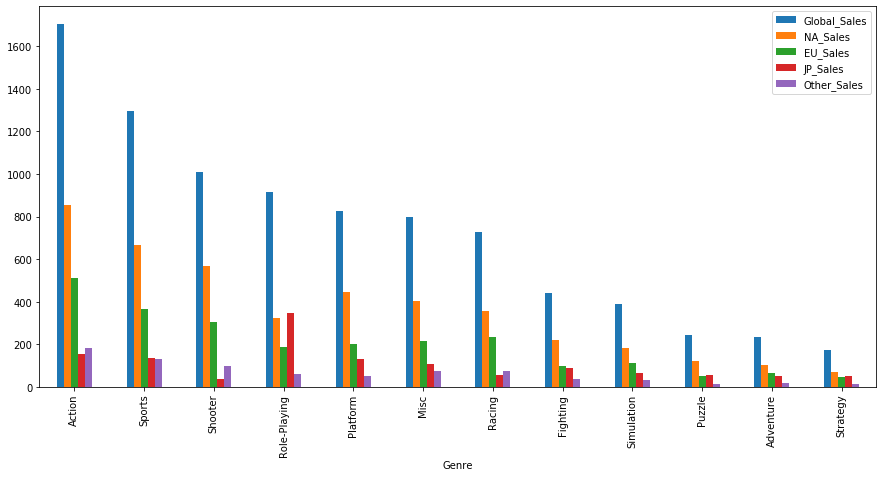 Global_Sales
NA_Sales
EU_Sales
JP_Sales
Other_Sales
1600
1400
1200
1000
800
600
400
200
0
Action
Sports
Shooter
Role-Playing
Platform
Misc
Racing
Fighting
Simulation
Puzzle
Adventure
Strategy
Genre